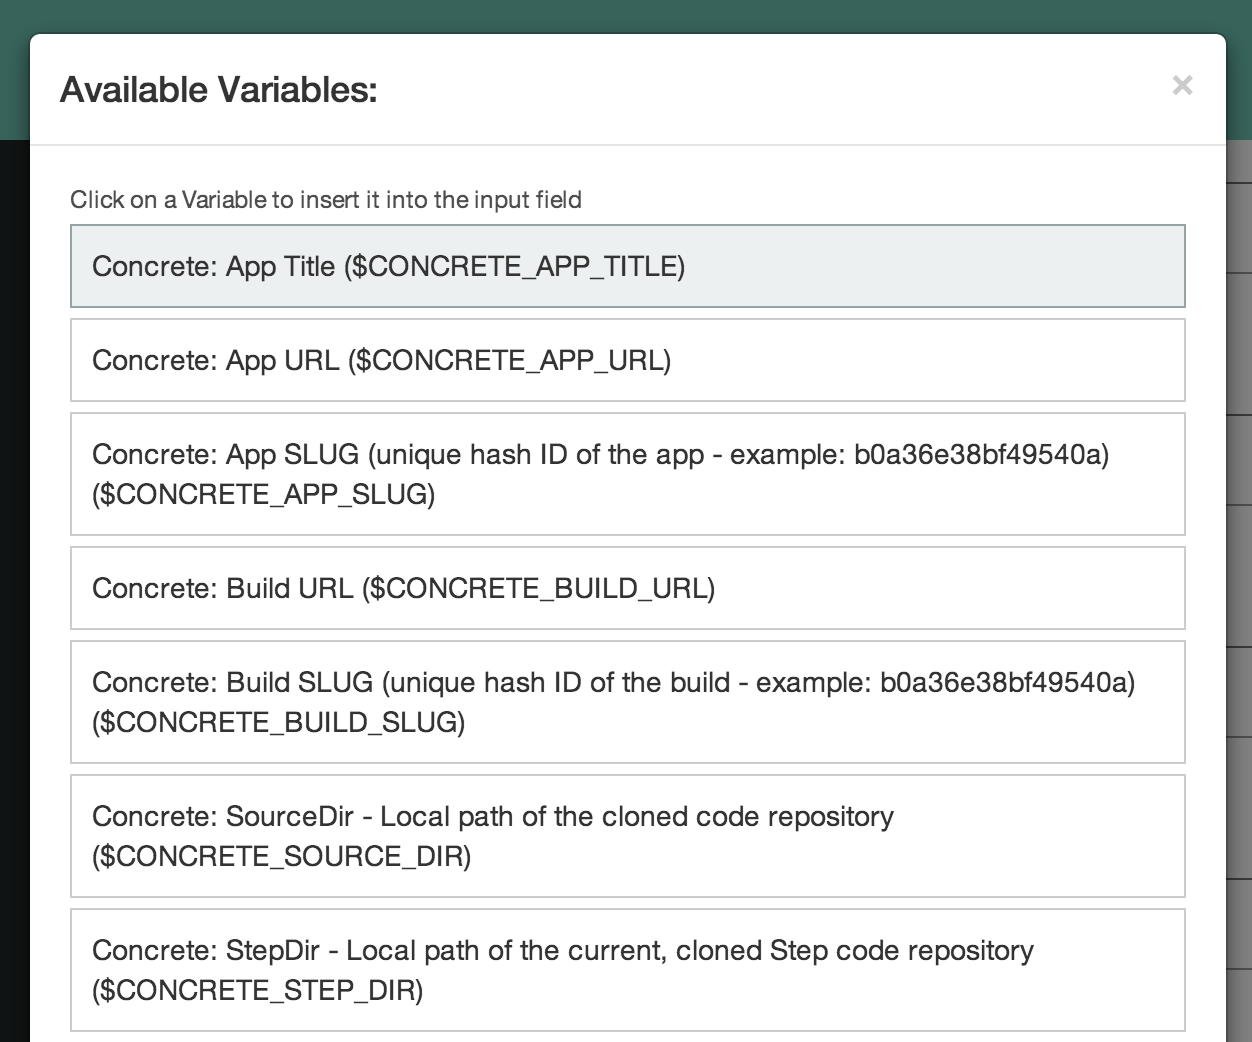 Available Variables:
×
Click on a Variable to insert it into the input field
Concrete: App Title ($CONCRETE_APP_TITLE)
Concrete: App URL ($CONCRETE_APP_URL)
Concrete: App SLUG (unique hash ID of the app - example: b0a36e38bf49540a)
($CONCRETE_APP_SLUG)
Concrete: Build URL ($CONCRETE_BUILD_URL)
Concrete: Build SLUG (unique hash ID of the build - example: b0a36e38bf49540a)
($CONCRETE_BUILD_SLUG)
Concrete: SourceDir - Local path of the cloned code repository
($CONCRETE_SOURCE_DIR)
Concrete: StepDir - Local path of the current, cloned Step code repository
($CONCRETE_STEP_DIR)